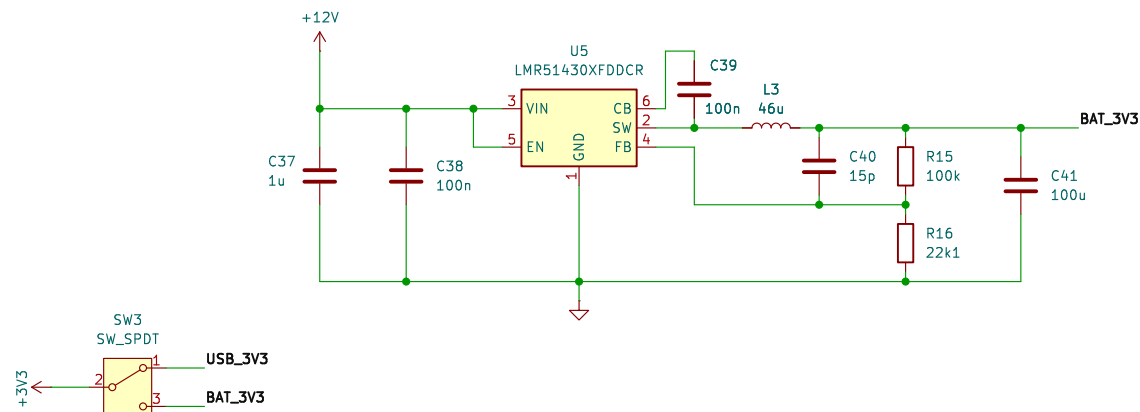 +12V
U5
LMR51430XFDDCR
C39
100n
L3
46u
3 VIN
CB 6
SW 2
5 EN
FB 4
GND
1
BAT_3V3
C37
1u
C38
100n
C40
15p
R15
100k
C41
100u
R16
22k1
SW3
SW_SPDT
+3V3
2
1
USB_3V3
3
BAT_3V3